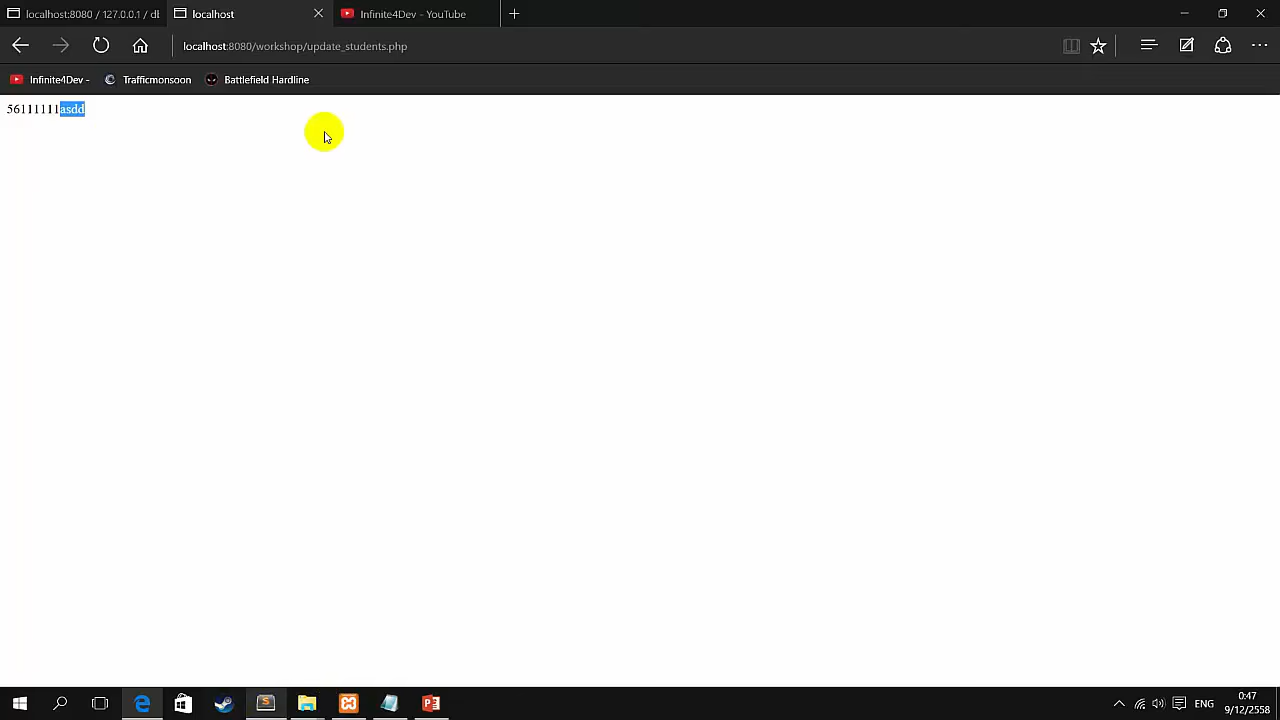 localhost:8080 / 127.0.0.1 / dl
localhost
Infinite4Dev - YouTube
localhost:8080/workshop/update_students.php
Infinite4Dev -
Trafficmonsoon
Battlefield Hardline
56111111asdd
ENG
0:47
9/12/2558